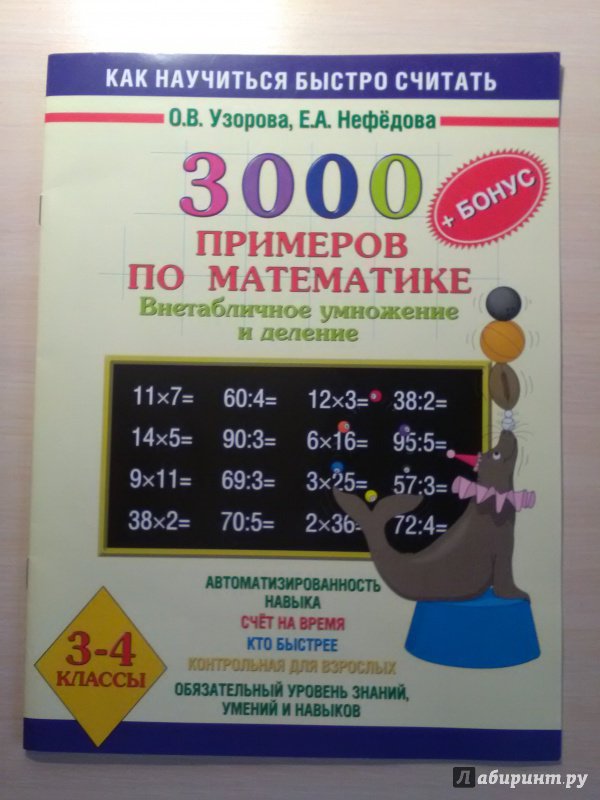 КАК НАУЧИТЬСЯ БЫСТРО СЧИТАТЬ
О.В. Узорова, Е.А. Нефёдова
3000
+ БОНУС
ПРИМЕРОВ
ПО МАТЕМАТИКЕ
Внетабличное умножение
и деление
11×7= 60:4= 12×3= 38:2=
14×5= 90:3= 6×16= 95:5=
9×11= 69:3= 3×25= 57:3=
38×2= 70:5= 2×36= 72:4=
АВТОМАТИЗИРОВАННОСТЬ
НАВЫКА
СЧЁТ НА ВРЕМЯ
КТО БЫСТРЕЕ
КОНТРОЛЬНАЯ ДЛЯ ВЗРОСЛЫХ
ОБЯЗАТЕЛЬНЫЙ УРОВЕНЬ ЗНАНИЙ,
УМЕНИЙ И НАВЫКОВ
3-4
КЛАССЫ
Лабиринт.ру